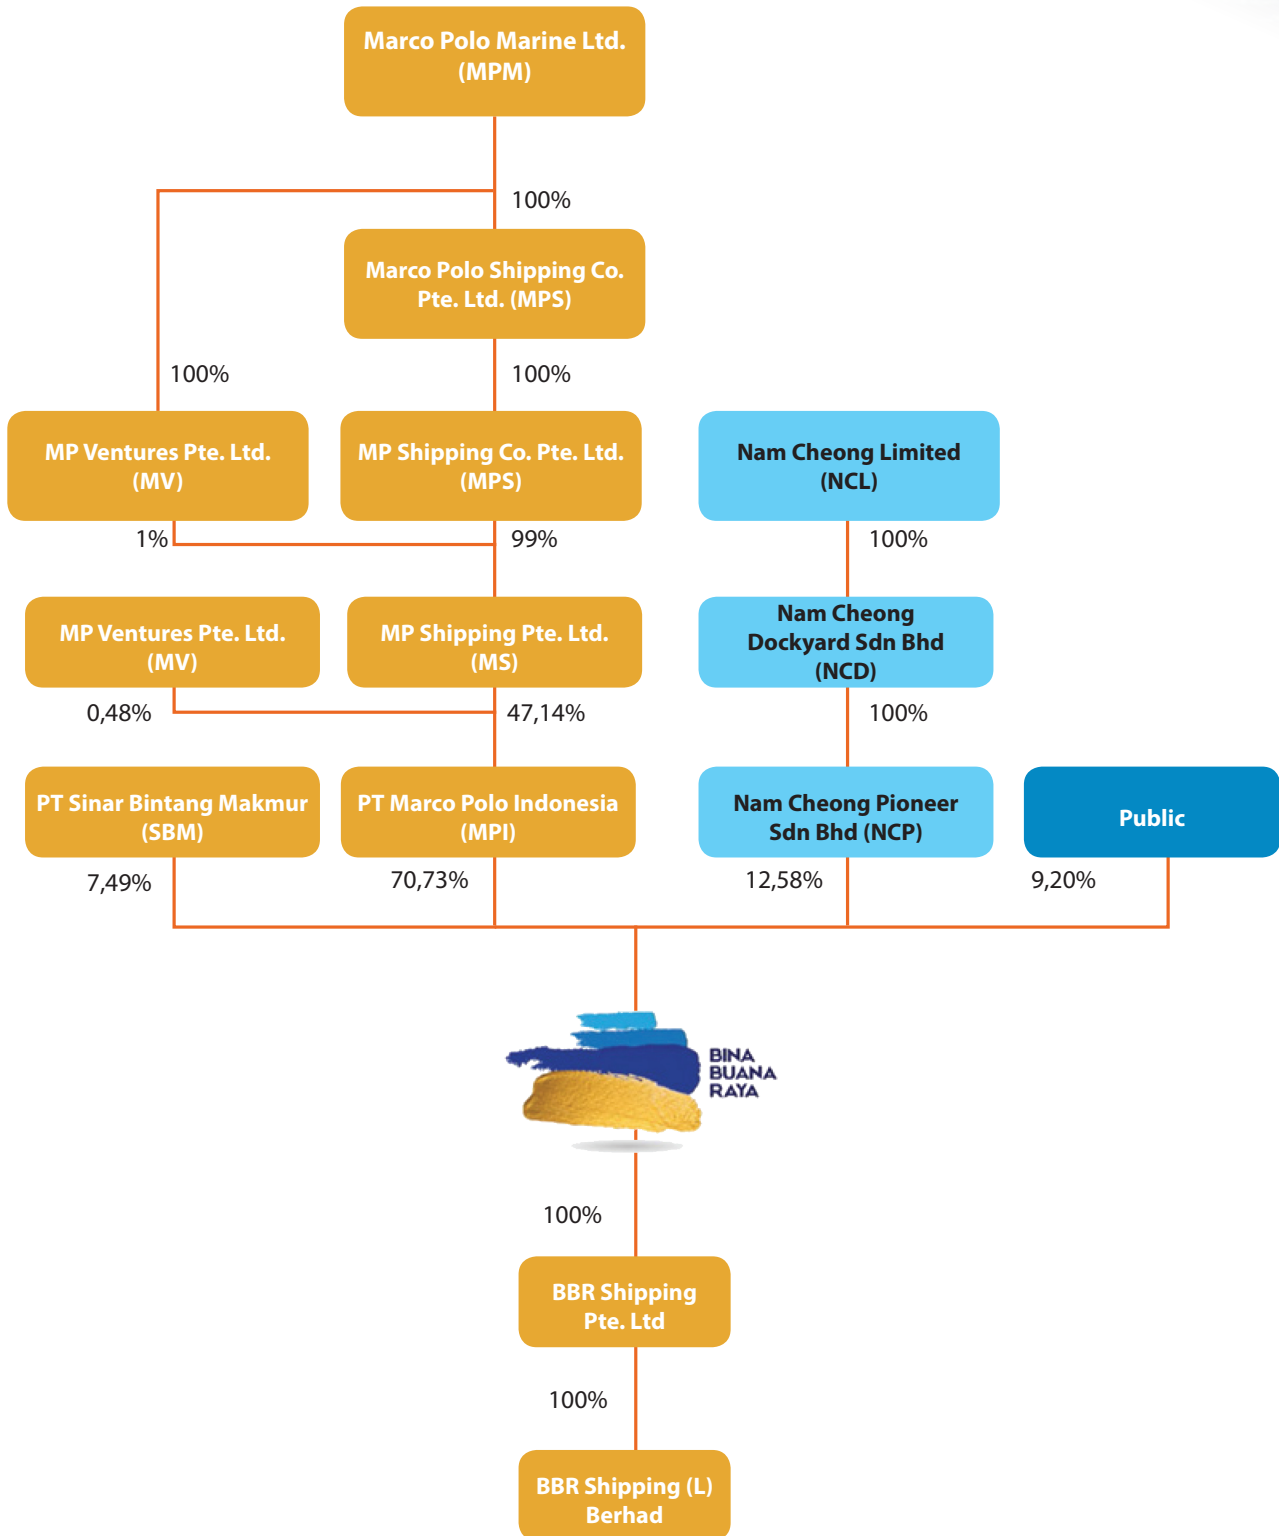 Marco Polo Marine Ltd.
(MPM)
100%
Marco Polo Shipping Co.
Pte. Ltd. (MPS)
100%
100%
MP Ventures Pte. Ltd.
(MV)
MP Shipping Co. Pte. Ltd.
(MPS)
Nam Cheong Limited
(NCL)
1%
99%
100%
MP Ventures Pte. Ltd.
(MV)
MP Shipping Pte. Ltd.
(MS)
Nam Cheong
Dockyard Sdn Bhd
(NCD)
0,48%
47,14%
100%
PT Sinar Bintang Makmur
(SBM)
PT Marco Polo Indonesia
(MPI)
Nam Cheong Pioneer
Sdn Bhd (NCP)
Public
7,49%
70,73%
12,58%
9,20%
BINA
BUANA
RAYA
100%
BBR Shipping
Pte. Ltd
100%
BBR Shipping (L)
Berhad